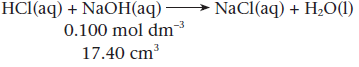 HCl(aq) + NaOH(aq) ⟶ NaCl(aq) + H₂O(l)
0.100 mol dm⁻³
17.40 cm³